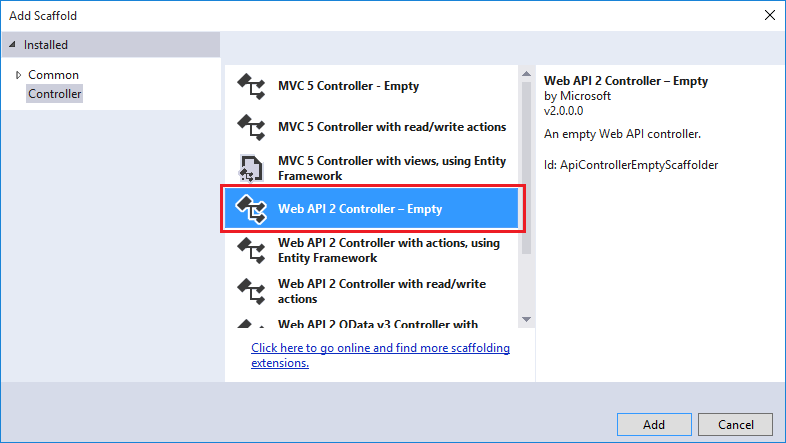 Add Scaffold
Installed
Common
Controller
MVC 5 Controller - Empty
MVC 5 Controller with read/write actions
MVC 5 Controller with views, using Entity
Framework
Web API 2 Controller – Empty
Web API 2 Controller with actions, using
Entity Framework
Web API 2 Controller with read/write
actions
Web API 2 OData v3 Controller with
Click here to go online and find more scaffolding
extensions.
Web API 2 Controller – Empty
by Microsoft
v2.0.0.0
An empty Web API controller.
Id: ApiControllerEmptyScaffolder
Add
Cancel